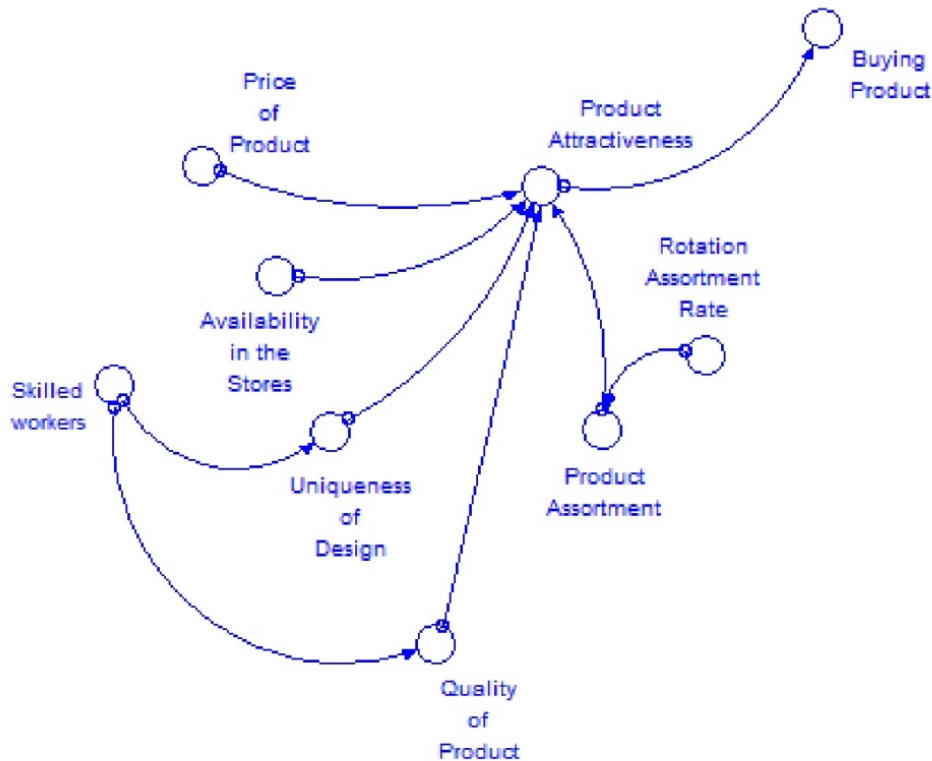 Buying
Product
Price
of
Product
Product
Attractiveness
Rotation
Assortment
Rate
Availability
in the
Stores
Skilled
workers
Uniqueness
of
Design
Product
Assortment
Quality
of
Product